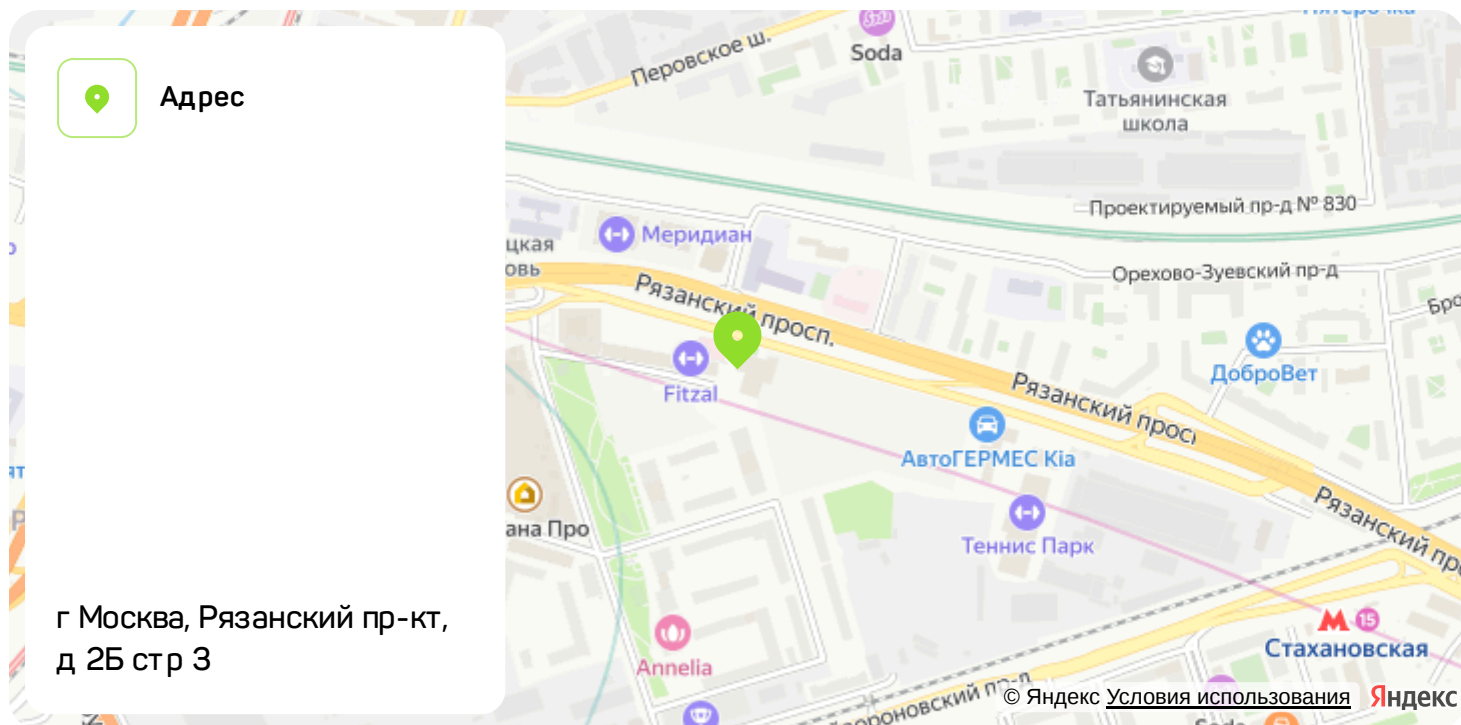 Адрес
г Москва, Рязанский пр-кт,
д 2Б стр 3
Перовское ш.
Soda
Татьянинская
школа
Проектируемый пр-д № 830
Меридиан
Орехово-Зуевский пр-д
Рязанский просп.
Fitzal
ДоброВет
Рязанский прос
АвтоГЕРМЕС Kia
ана Про
Теннис Парк
Рязанский пр
М 15
Стахановская
Annelia
© Яндекс Условия использования Яндекс